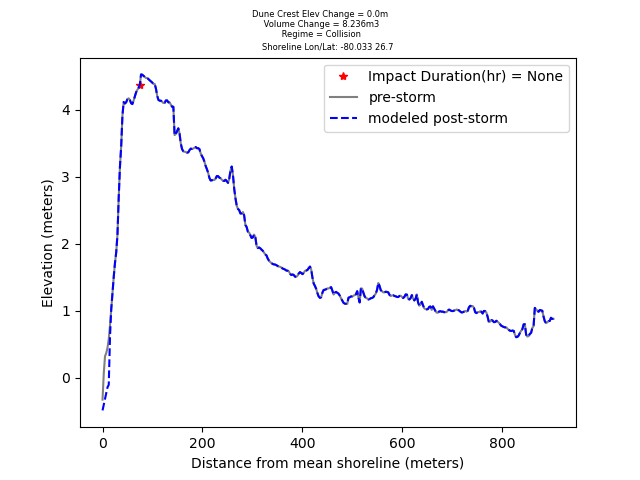 Dune Crest Elev Change = 0.0m
Volume Change = 8.236m3
Regime = Collision
Shoreline Lon/Lat: -80.033 26.7
Impact Duration(hr) = None
pre-storm
modeled post-storm
Elevation (meters)
4
3
2
1
0
0 200 400 600 800
Distance from mean shoreline (meters)